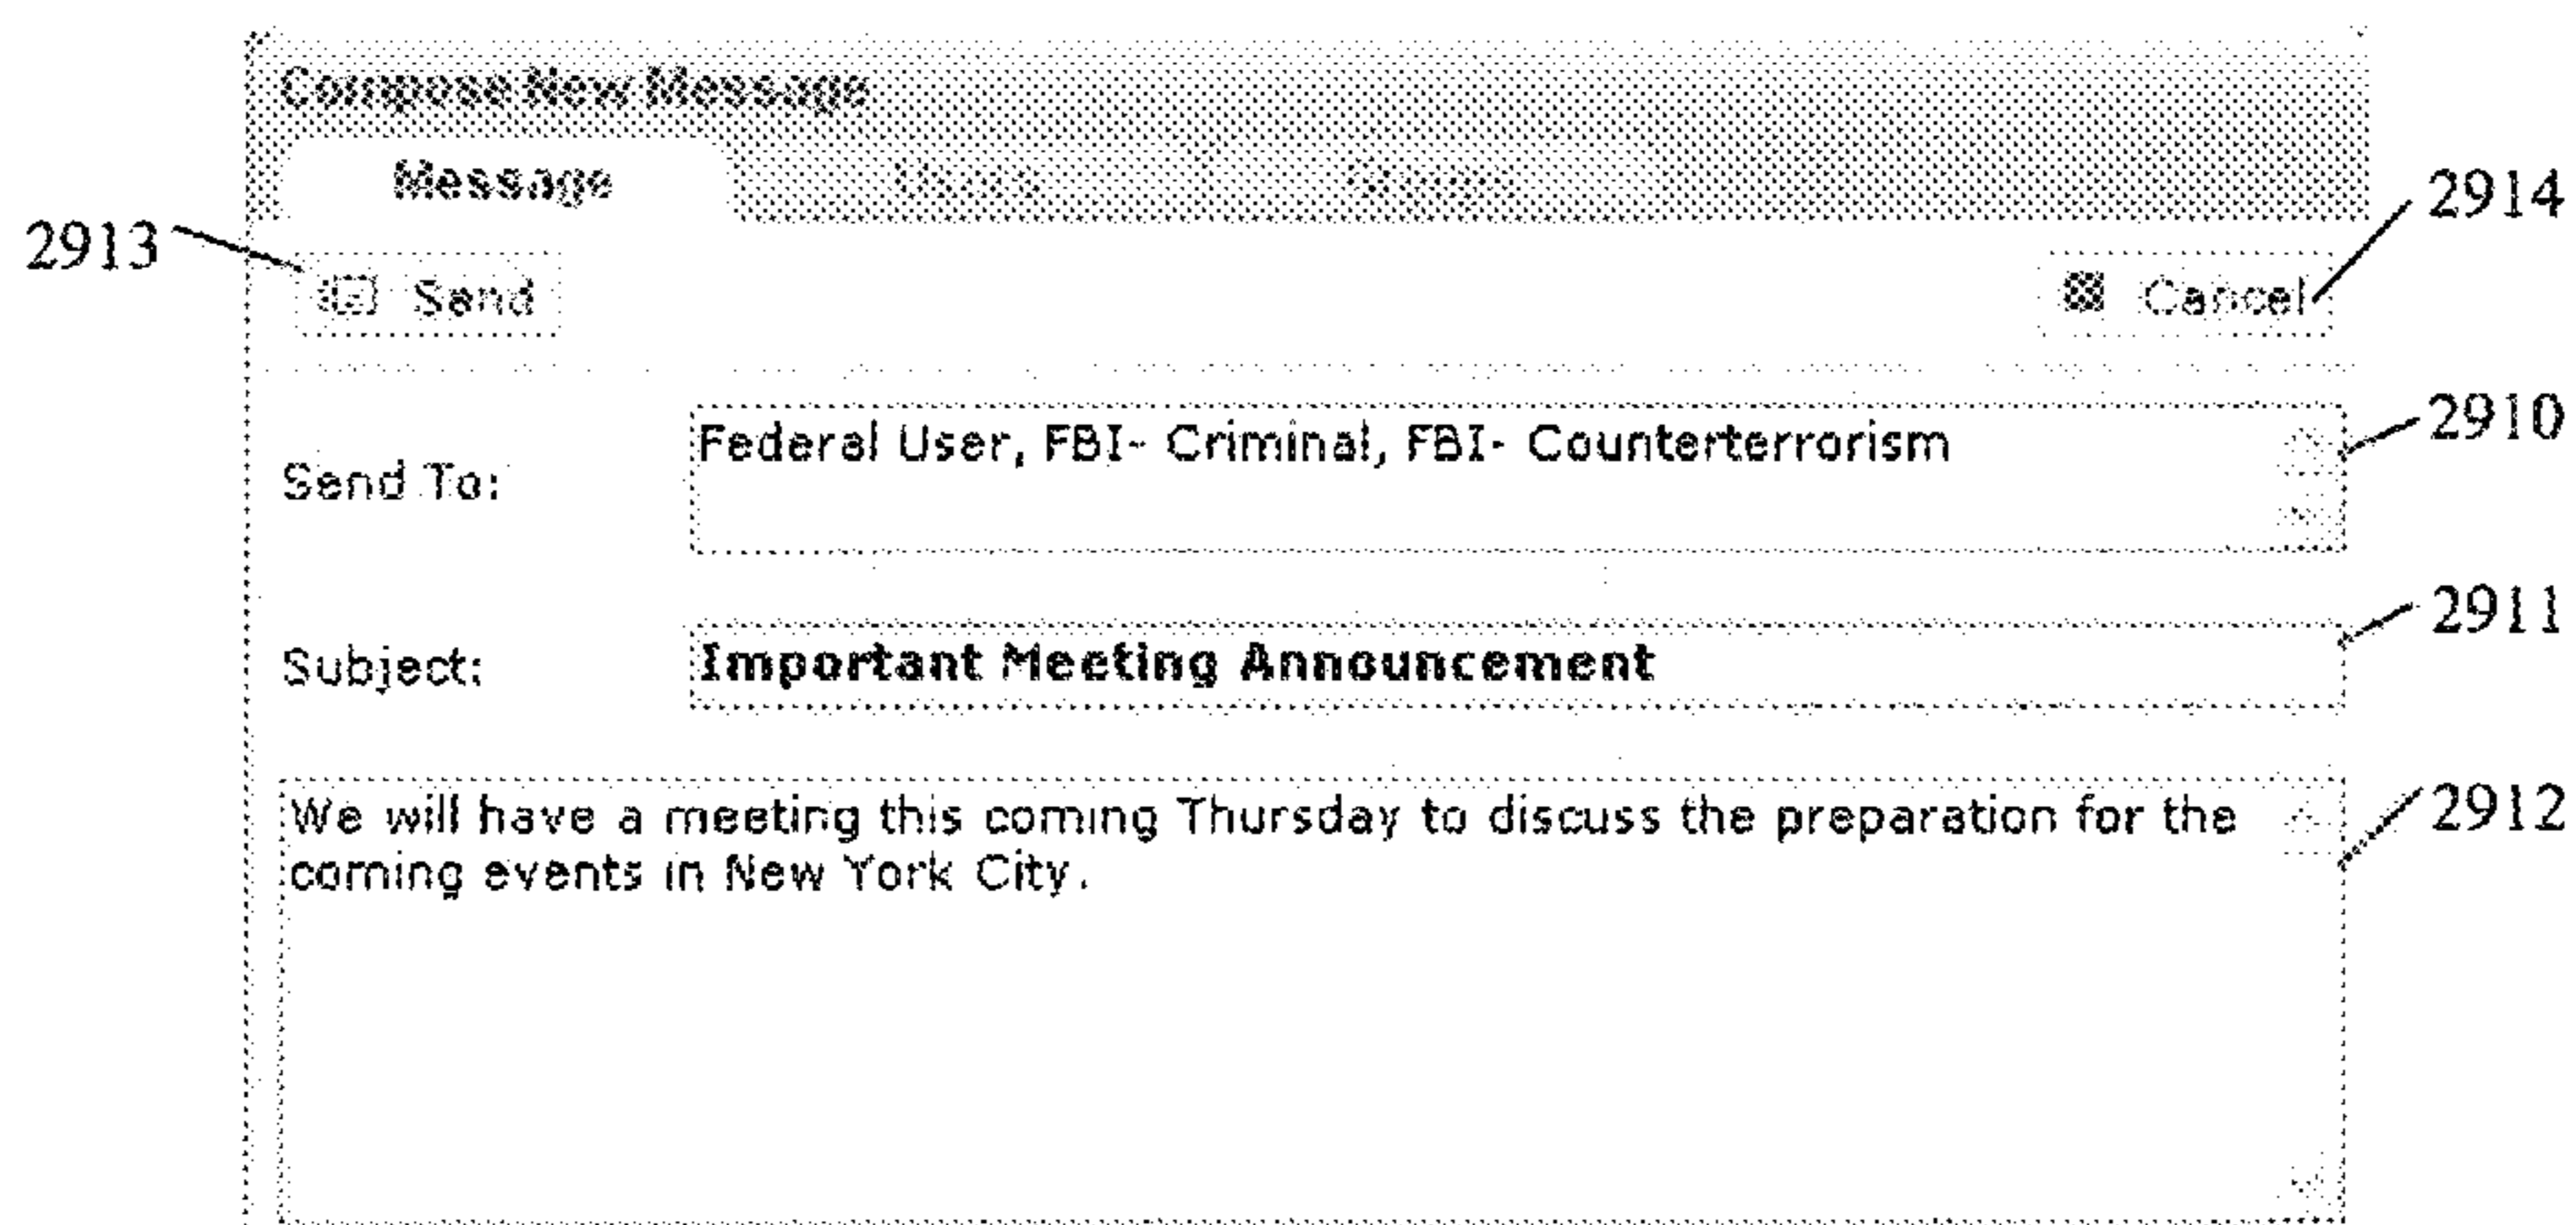 Compose New Message
Message Users Groups
2914
2913
Send Cancel
2910
Federal User, FBI- Criminal, FBI- Counterterrorism
Send To:
2911
Subject: Important Meeting Announcement
2912
We will have a meeting this coming Thursday to discuss the preparation for the
coming events in New York City.